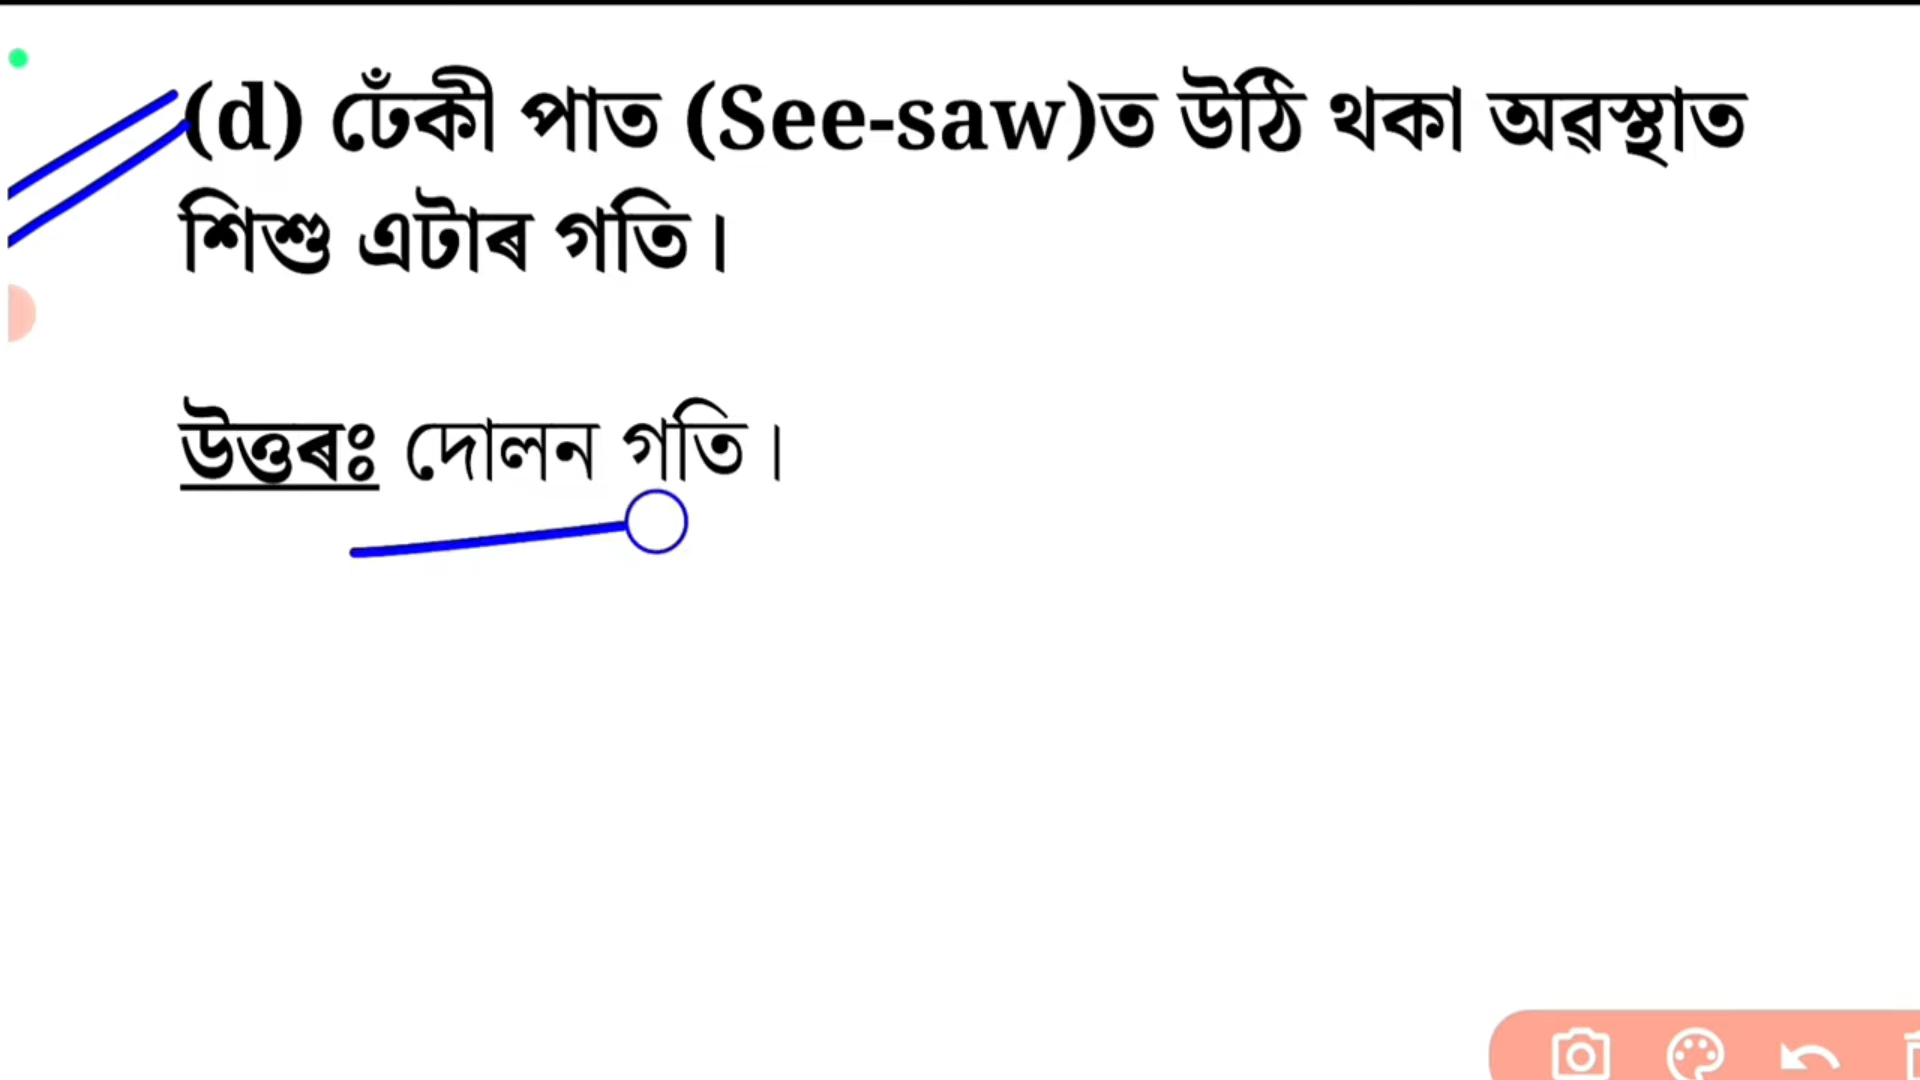 (d) ঢেঁকী পাত (See-saw)ত উঠি থকা অৱস্থাত
শিশু এটাৰ গতি।
উত্তৰঃ দোলন গতি।